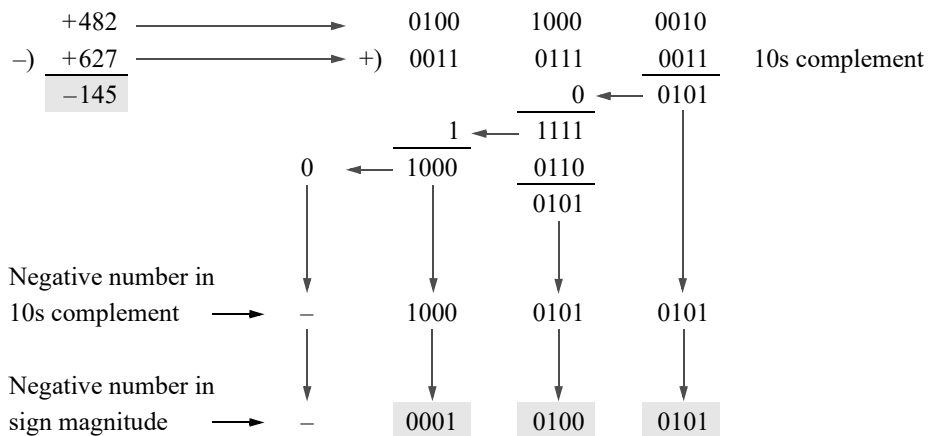 +482 0100 1000 0010
–) +627 +) 0011 0111 0011 10s complement
–145 0 0101
1 1111
0 1000 0110
0101
Negative number in
10s complement – 1000 0101 0101
Negative number in
sign magnitude – 0001 0100 0101